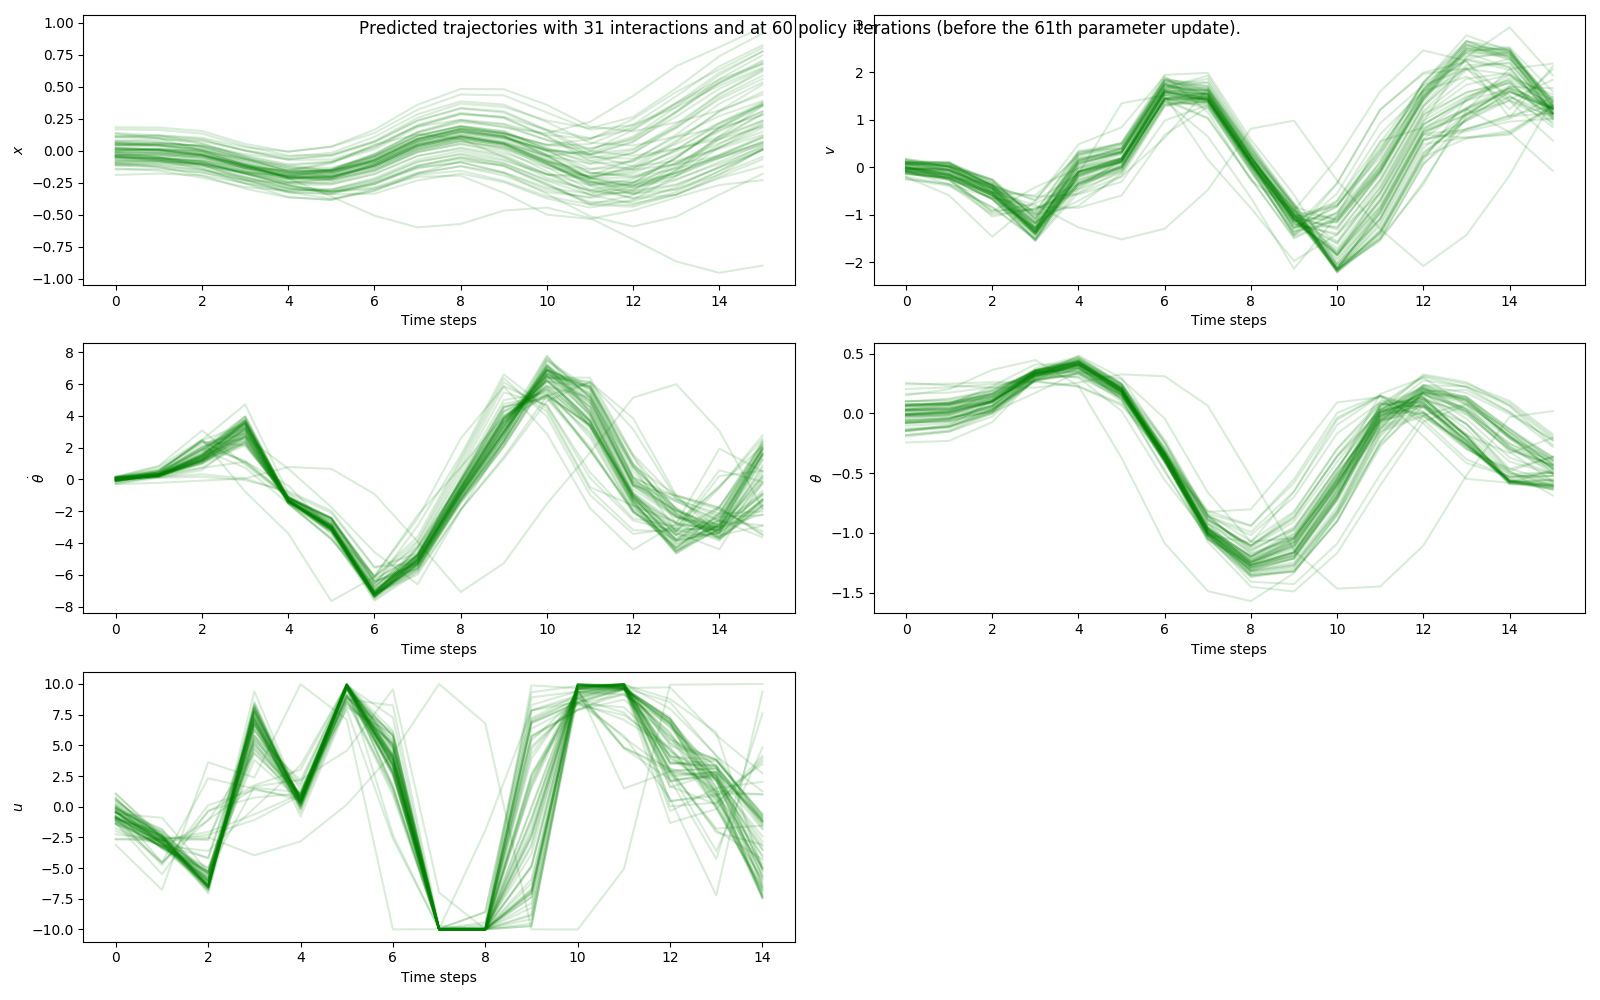 Predicted trajectories with 31 interactions and at 60 policy iterations (before the 61th parameter update).
1.00
0.75
0.50
0.25
0.00
−0.25
−0.50
−0.75
−1.00
x
0 2 4 6 8 10 12 14
Time steps
3
2
1
0
−1
−2
v
0 2 4 6 8 10 12 14
Time steps
8
6
4
2
0
−2
−4
−6
−8
θ̇
0 2 4 6 8 10 12 14
Time steps
0.5
0.0
−0.5
−1.0
−1.5
θ
0 2 4 6 8 10 12 14
Time steps
10.0
7.5
5.0
2.5
0.0
−2.5
−5.0
−7.5
−10.0
u
0 2 4 6 8 10 12 14
Time steps